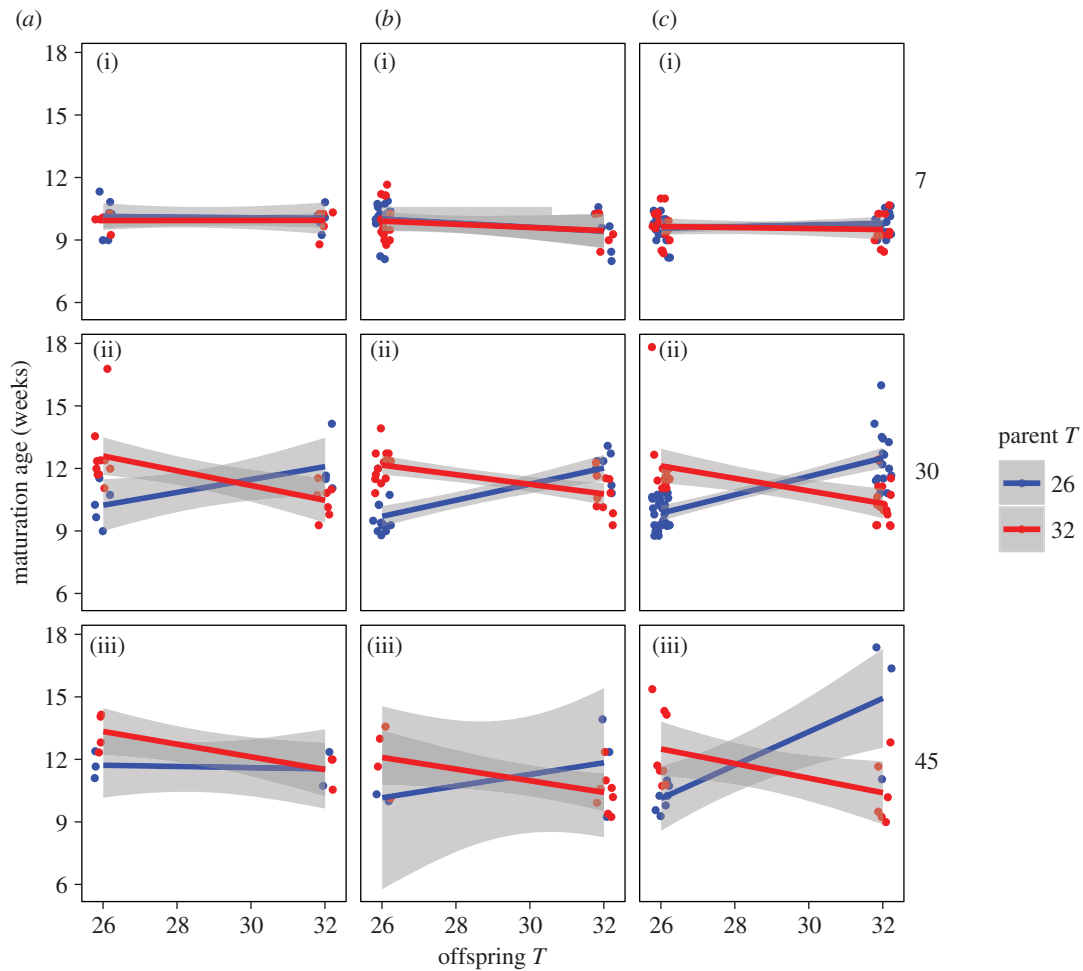 (a)
(b)
(c)
(i)
(i)
(i)
18
15
12
9
6
7
(ii)
(ii)
(ii)
18
15
12
9
6
30
(iii)
(iii)
(iii)
18
15
12
9
6
45
maturation age (weeks)
26 28 30 32
26 28 30 32
26 28 30 32
offspring T
parent T
26
32